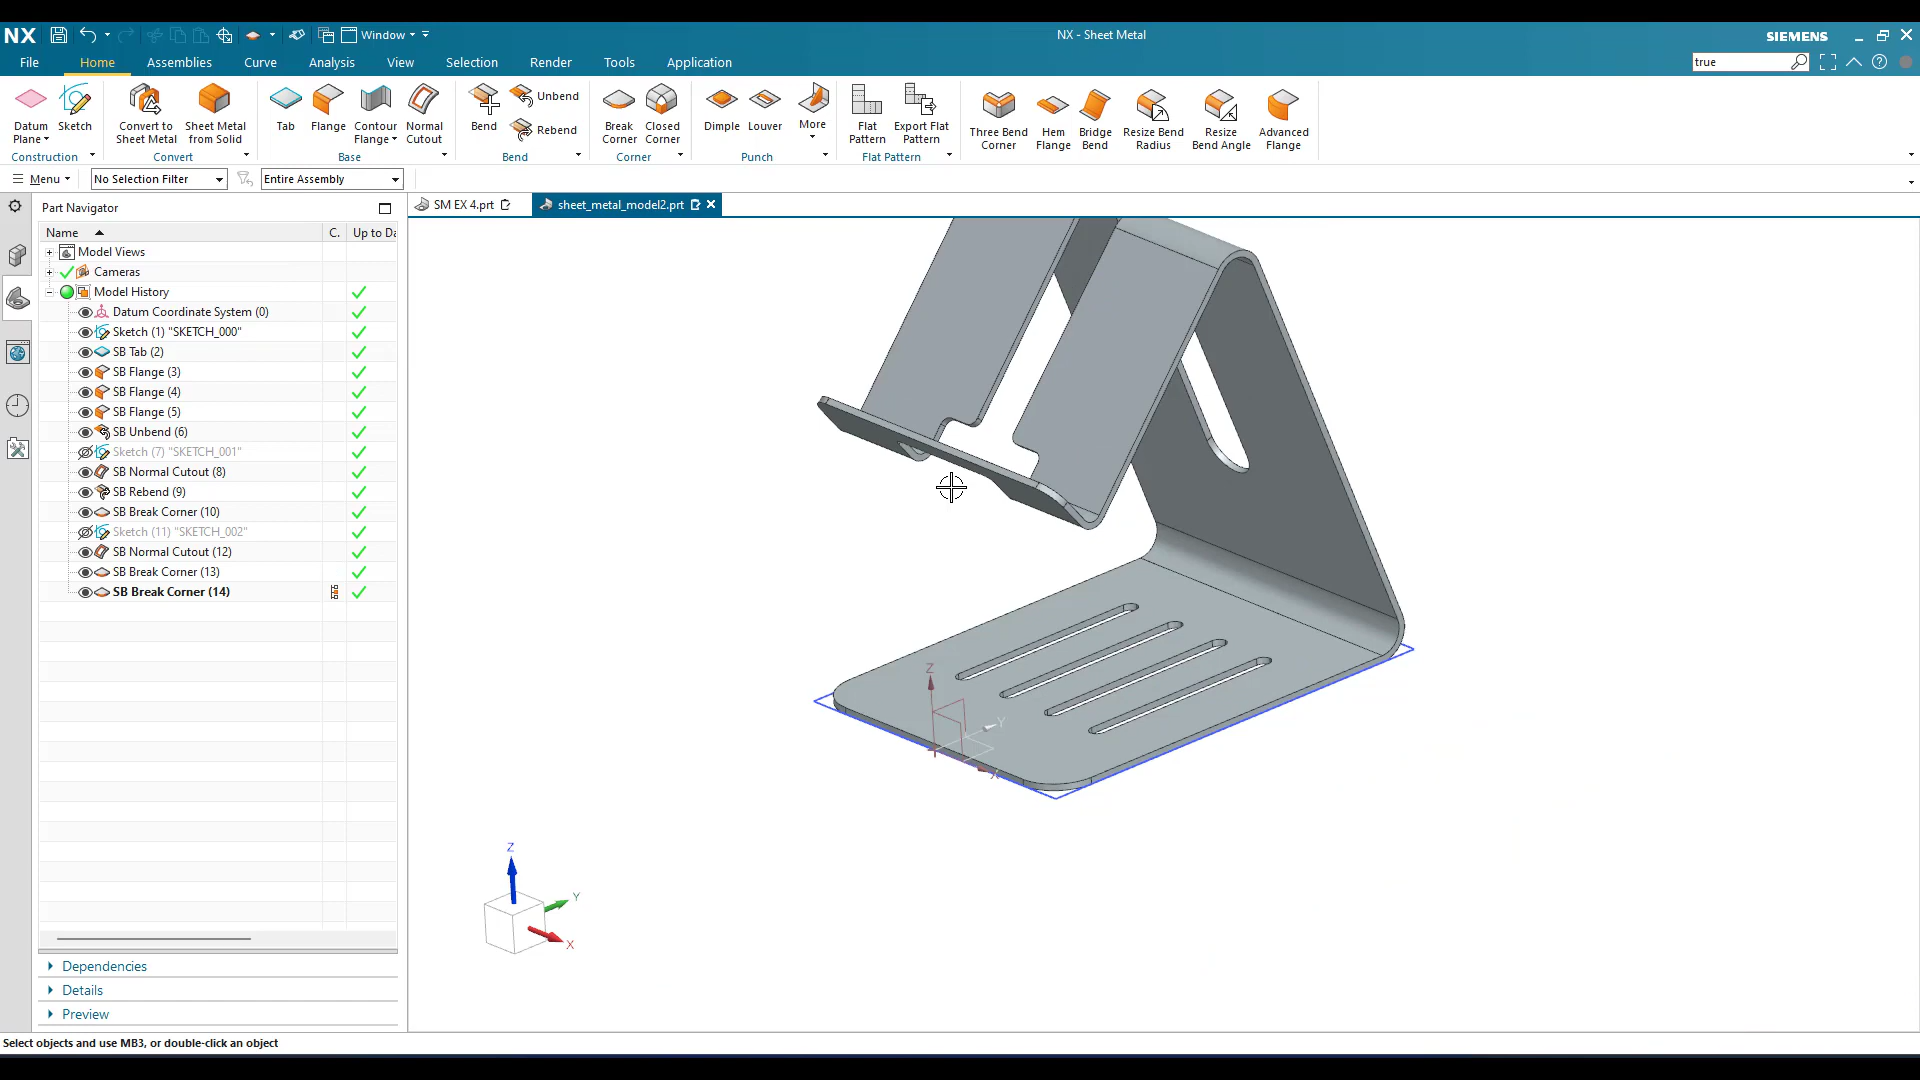 NX
Window
NX - Sheet Metal
SIEMENS
File
Home
Assemblies
Curve
Analysis
View
Selection
Render
Tools
Application
true
Datum
Plane
Sketch
Construction
Convert to
Sheet Metal
Sheet Metal
from Solid
Convert
Tab
Flange
Contour
Flange
Normal
Cutout
Base
Bend
Unbend
Rebend
Bend
Break
Corner
Closed
Corner
Corner
Dimple
Louver
More
Punch
Flat
Pattern
Export Flat
Pattern
Flat Pattern
Three Bend
Corner
Hem
Flange
Bridge
Bend
Resize Bend
Radius
Resize
Bend Angle
Advanced
Flange
Menu
No Selection Filter
Entire Assembly
Part Navigator
SM EX 4.prt
sheet_metal_model2.prt
Name
C.
Up to Da
Model Views
Cameras
Model History
Datum Coordinate System (0)
Sketch (1) "SKETCH_000"
SB Tab (2)
SB Flange (3)
SB Flange (4)
SB Flange (5)
SB Unbend (6)
Sketch (7) "SKETCH_001"
SB Normal Cutout (8)
SB Rebend (9)
SB Break Corner (10)
Sketch (11) "SKETCH_002"
SB Normal Cutout (12)
SB Break Corner (13)
SB Break Corner (14)
Z
Y
X
Z
Y
X
Dependencies
Details
Preview
Select objects and use MB3, or double-click an object